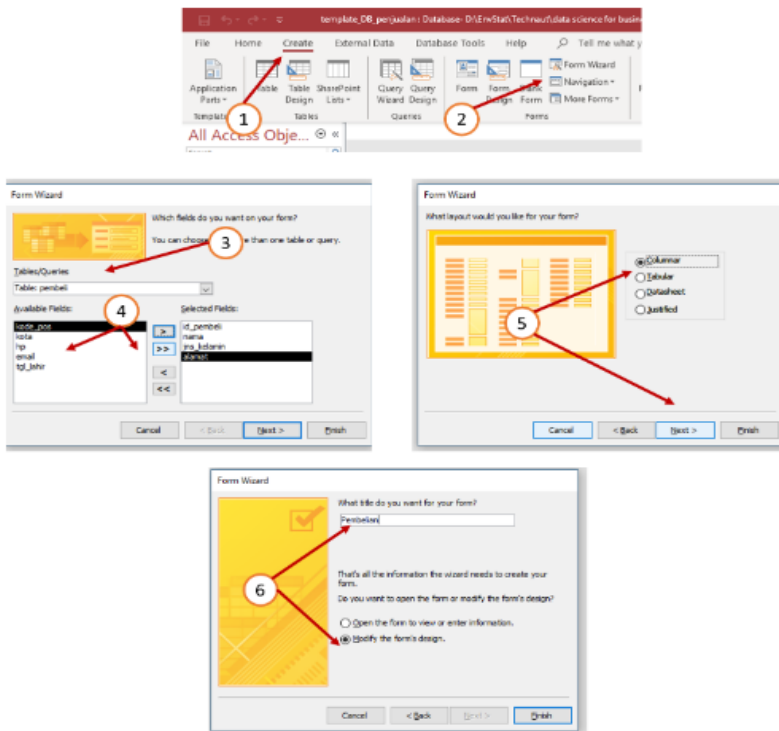 template_DB_penjualan : Database- D:\ErwStat\Technaut\data science for busin
File Home Create External Data Database Tools Help Tell me what y
Application Parts Table Table Design SharePoint Lists Query Wizard Query Design Form Form Design Blank Form Form Wizard
Navigation
More Forms
Templat Tables Queries Forms
1
2
All Access Obje...
Form Wizard
Which fields do you want on your form?
You can choose than one table or query.
3
Tables/Queries
Table: pembeli
Available Fields: Selected Fields:
4
kode_pos
kota
hp
email
tgl_lahir
>
>>
<
<<
id_pembeli
nama
jns_kelamin
alamat
Cancel < Back Next > Finish
Form Wizard
What layout would you like for your form?
Columnar
Tabular
Datasheet
Justified
5
Cancel < Back Next > Finish
Form Wizard
What title do you want for your form?
Pembelian
That's all the information the wizard needs to create your
form.
Do you want to open the form or modify the form's design?
6
Open the form to view or enter information.
Modify the form's design.
Cancel < Back Next > Finish